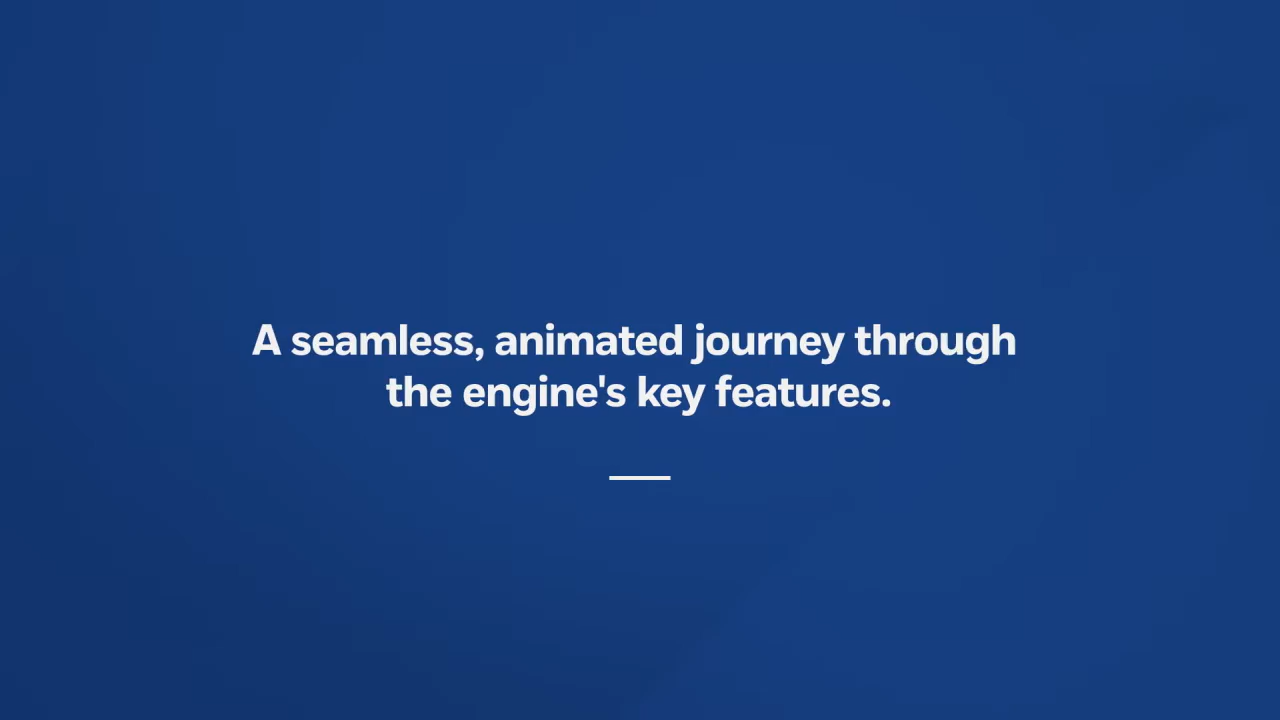 A seamless, animated journey through
the engine's key features.